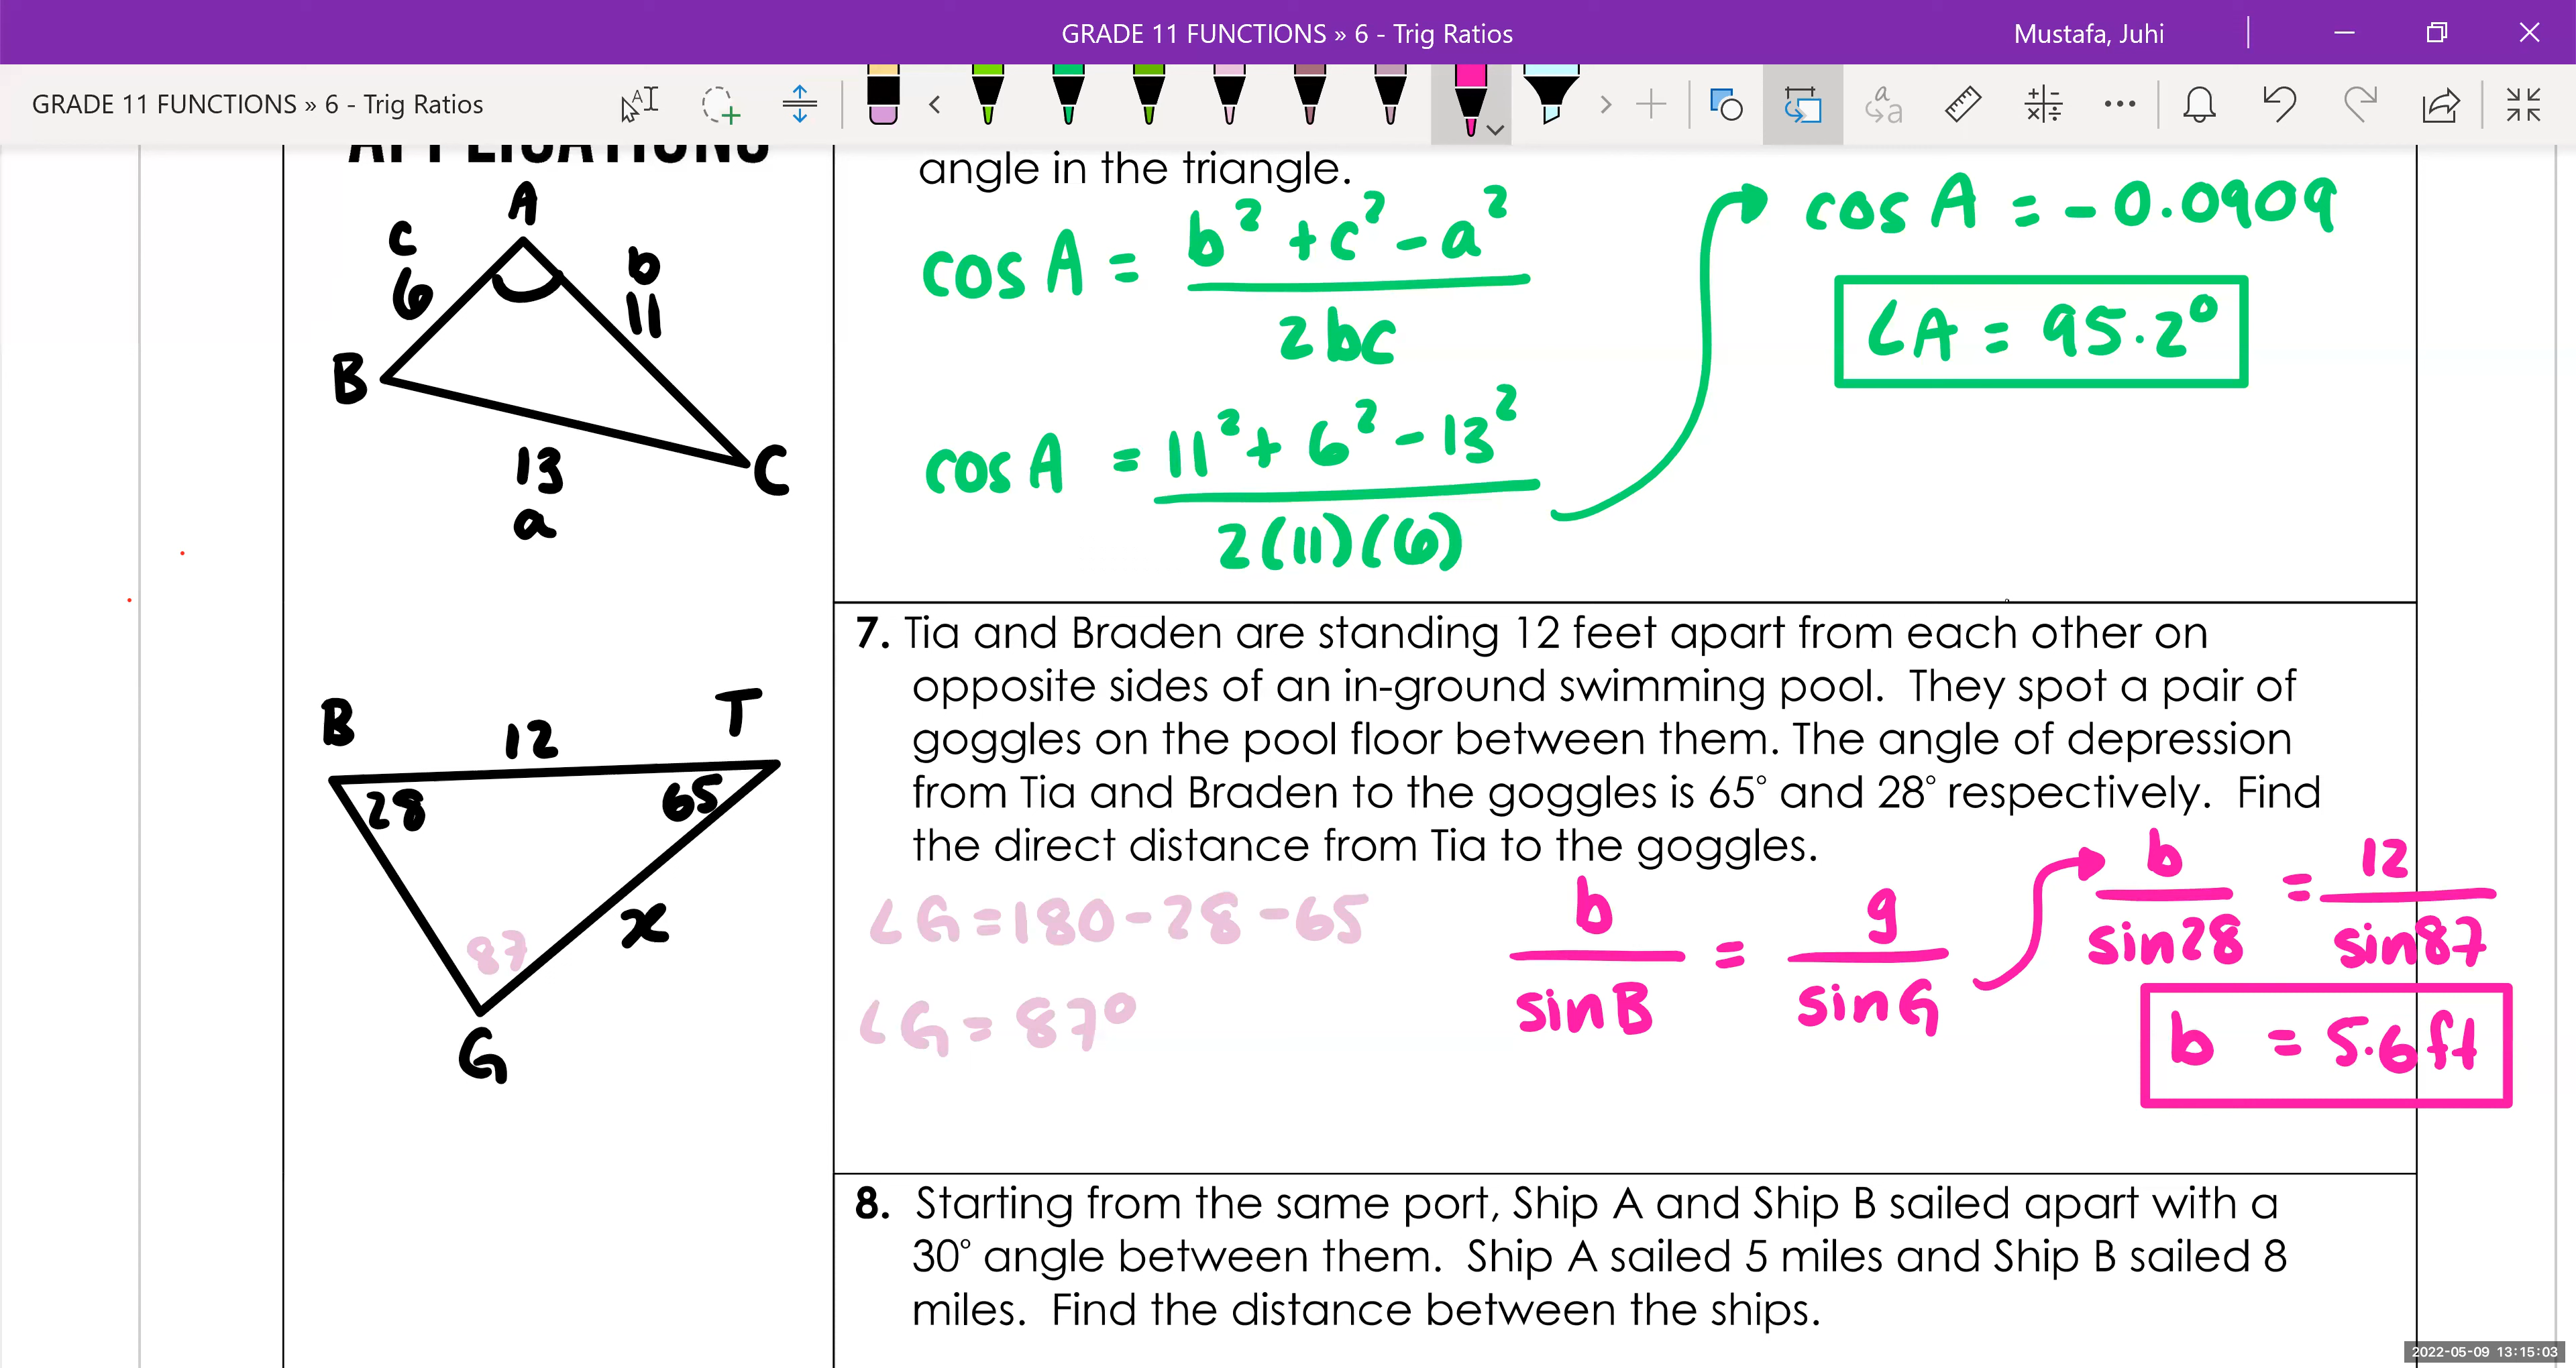 GRADE 11 FUNCTIONS » 6 - Trig Ratios
Mustafa, Juhi
GRADE 11 FUNCTIONS » 6 - Trig Ratios
APPLICATIONS
A
c
6
b
11
B
13
a
C
angle in the triangle.
cos A = b² + c² - a² / 2bc
cos A = 11² + 6² - 13² / 2(11)(6)
cos A = -0.0909
∠A = 95.2°
B
12
T
28
65
87
x
G
7. Tia and Braden are standing 12 feet apart from each other on
opposite sides of an in-ground swimming pool. They spot a pair of
goggles on the pool floor between them. The angle of depression
from Tia and Braden to the goggles is 65° and 28° respectively. Find
the direct distance from Tia to the goggles.
∠G = 180 - 28 - 65
∠G = 87°
b / sin B = g / sin G
b / sin 28 = 12 / sin 87
b = 5.6 ft
8. Starting from the same port, Ship A and Ship B sailed apart with a
30° angle between them. Ship A sailed 5 miles and Ship B sailed 8
miles. Find the distance between the ships.
2022-05-09 13:15:03